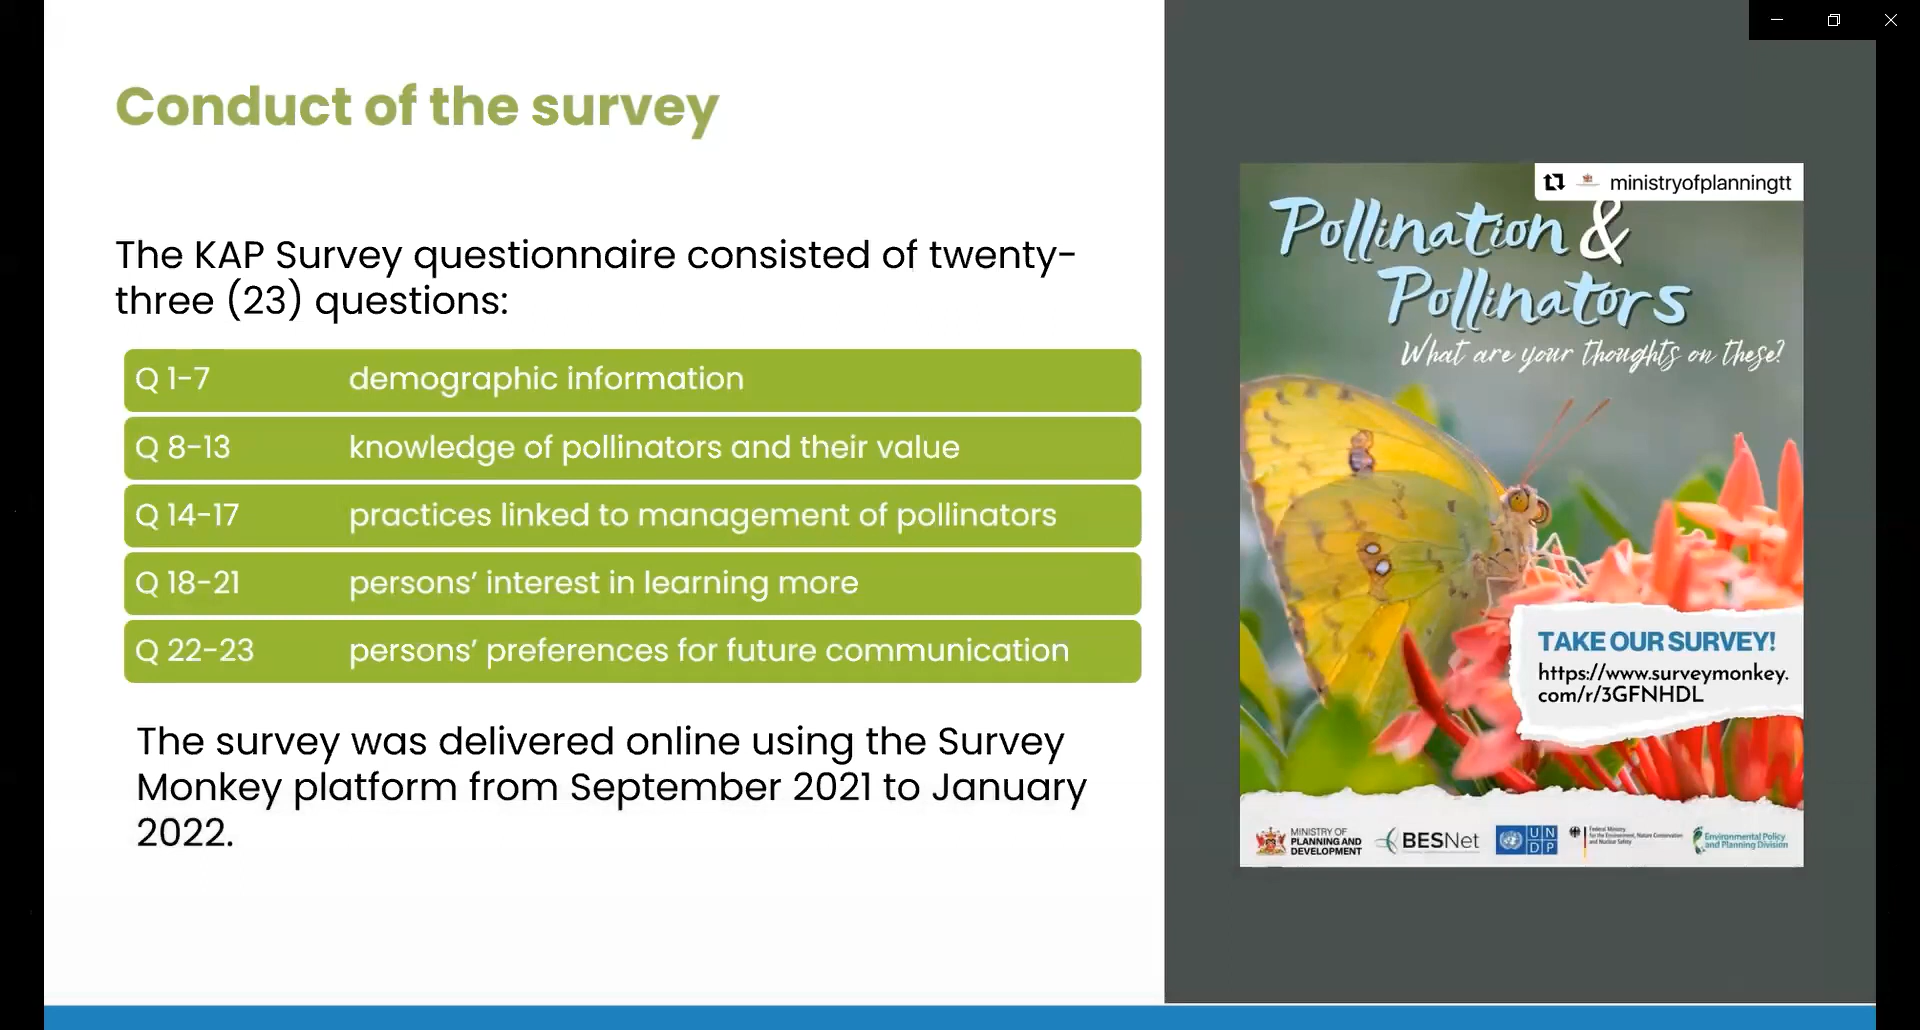 Conduct of the survey
The KAP Survey questionnaire consisted of twenty-
three (23) questions:
Q 1-7 demographic information
Q 8-13 knowledge of pollinators and their value
Q 14-17 practices linked to management of pollinators
Q 18-21 persons’ interest in learning more
Q 22-23 persons’ preferences for future communication
The survey was delivered online using the Survey
Monkey platform from September 2021 to January
2022.
ministryofplanningtt
Pollination &
Pollinators
What are your thoughts on these?
TAKE OUR SURVEY!
https://www.surveymonkey.
com/r/3GFNHDL
MINISTRY OF
PLANNING AND
DEVELOPMENT
BESNet
UN
DP
Federal Ministry
for the Environment, Nature Conservation
and Nuclear Safety
Environmental Policy
and Planning Division